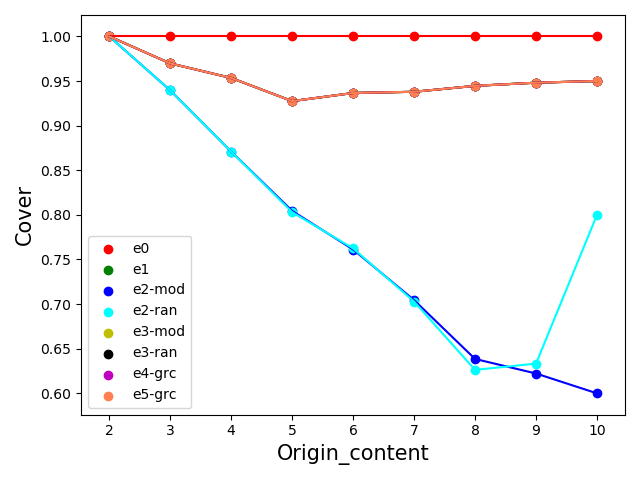 1.00
0.95
0.90
0.85
0.80
0.75
0.70
0.65
0.60
Cover
e0
e1
e2-mod
e2-ran
e3-mod
e3-ran
e4-grc
e5-grc
2 3 4 5 6 7 8 9 10
Origin_content